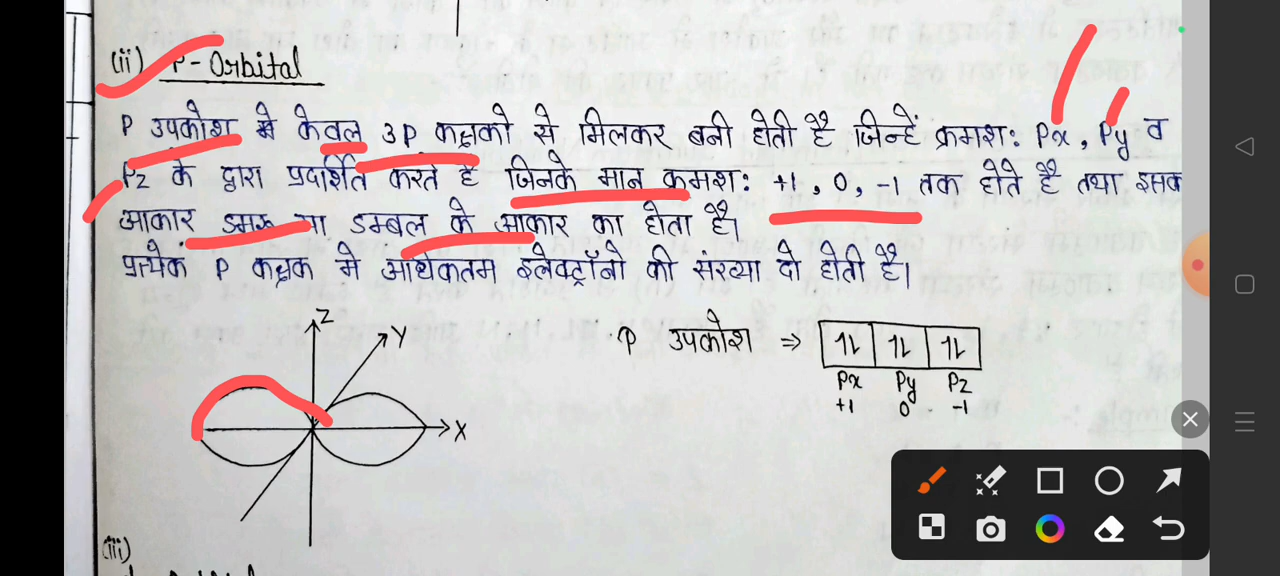 (ii) P-Orbital
P उपकोश मे केवल 3P कक्षको से मिलकर बनी होती है जिन्हें क्रमश: Px, Py व
Pz के द्वारा प्रदर्शित करते है जिनके मान क्रमश: +1, 0, -1 तक होते है तथा इसक
आकार डमरू या डम्बल के आकार का होता है।
प्रत्येक P कक्षक मे अधिकतम इलेक्ट्रॉनो की संख्या दो होती है।
Z
Y
X
P उपकोश ⇒ ↿⇂ ↿⇂ ↿⇂
Px Py Pz
+1 0 -1
(iii)